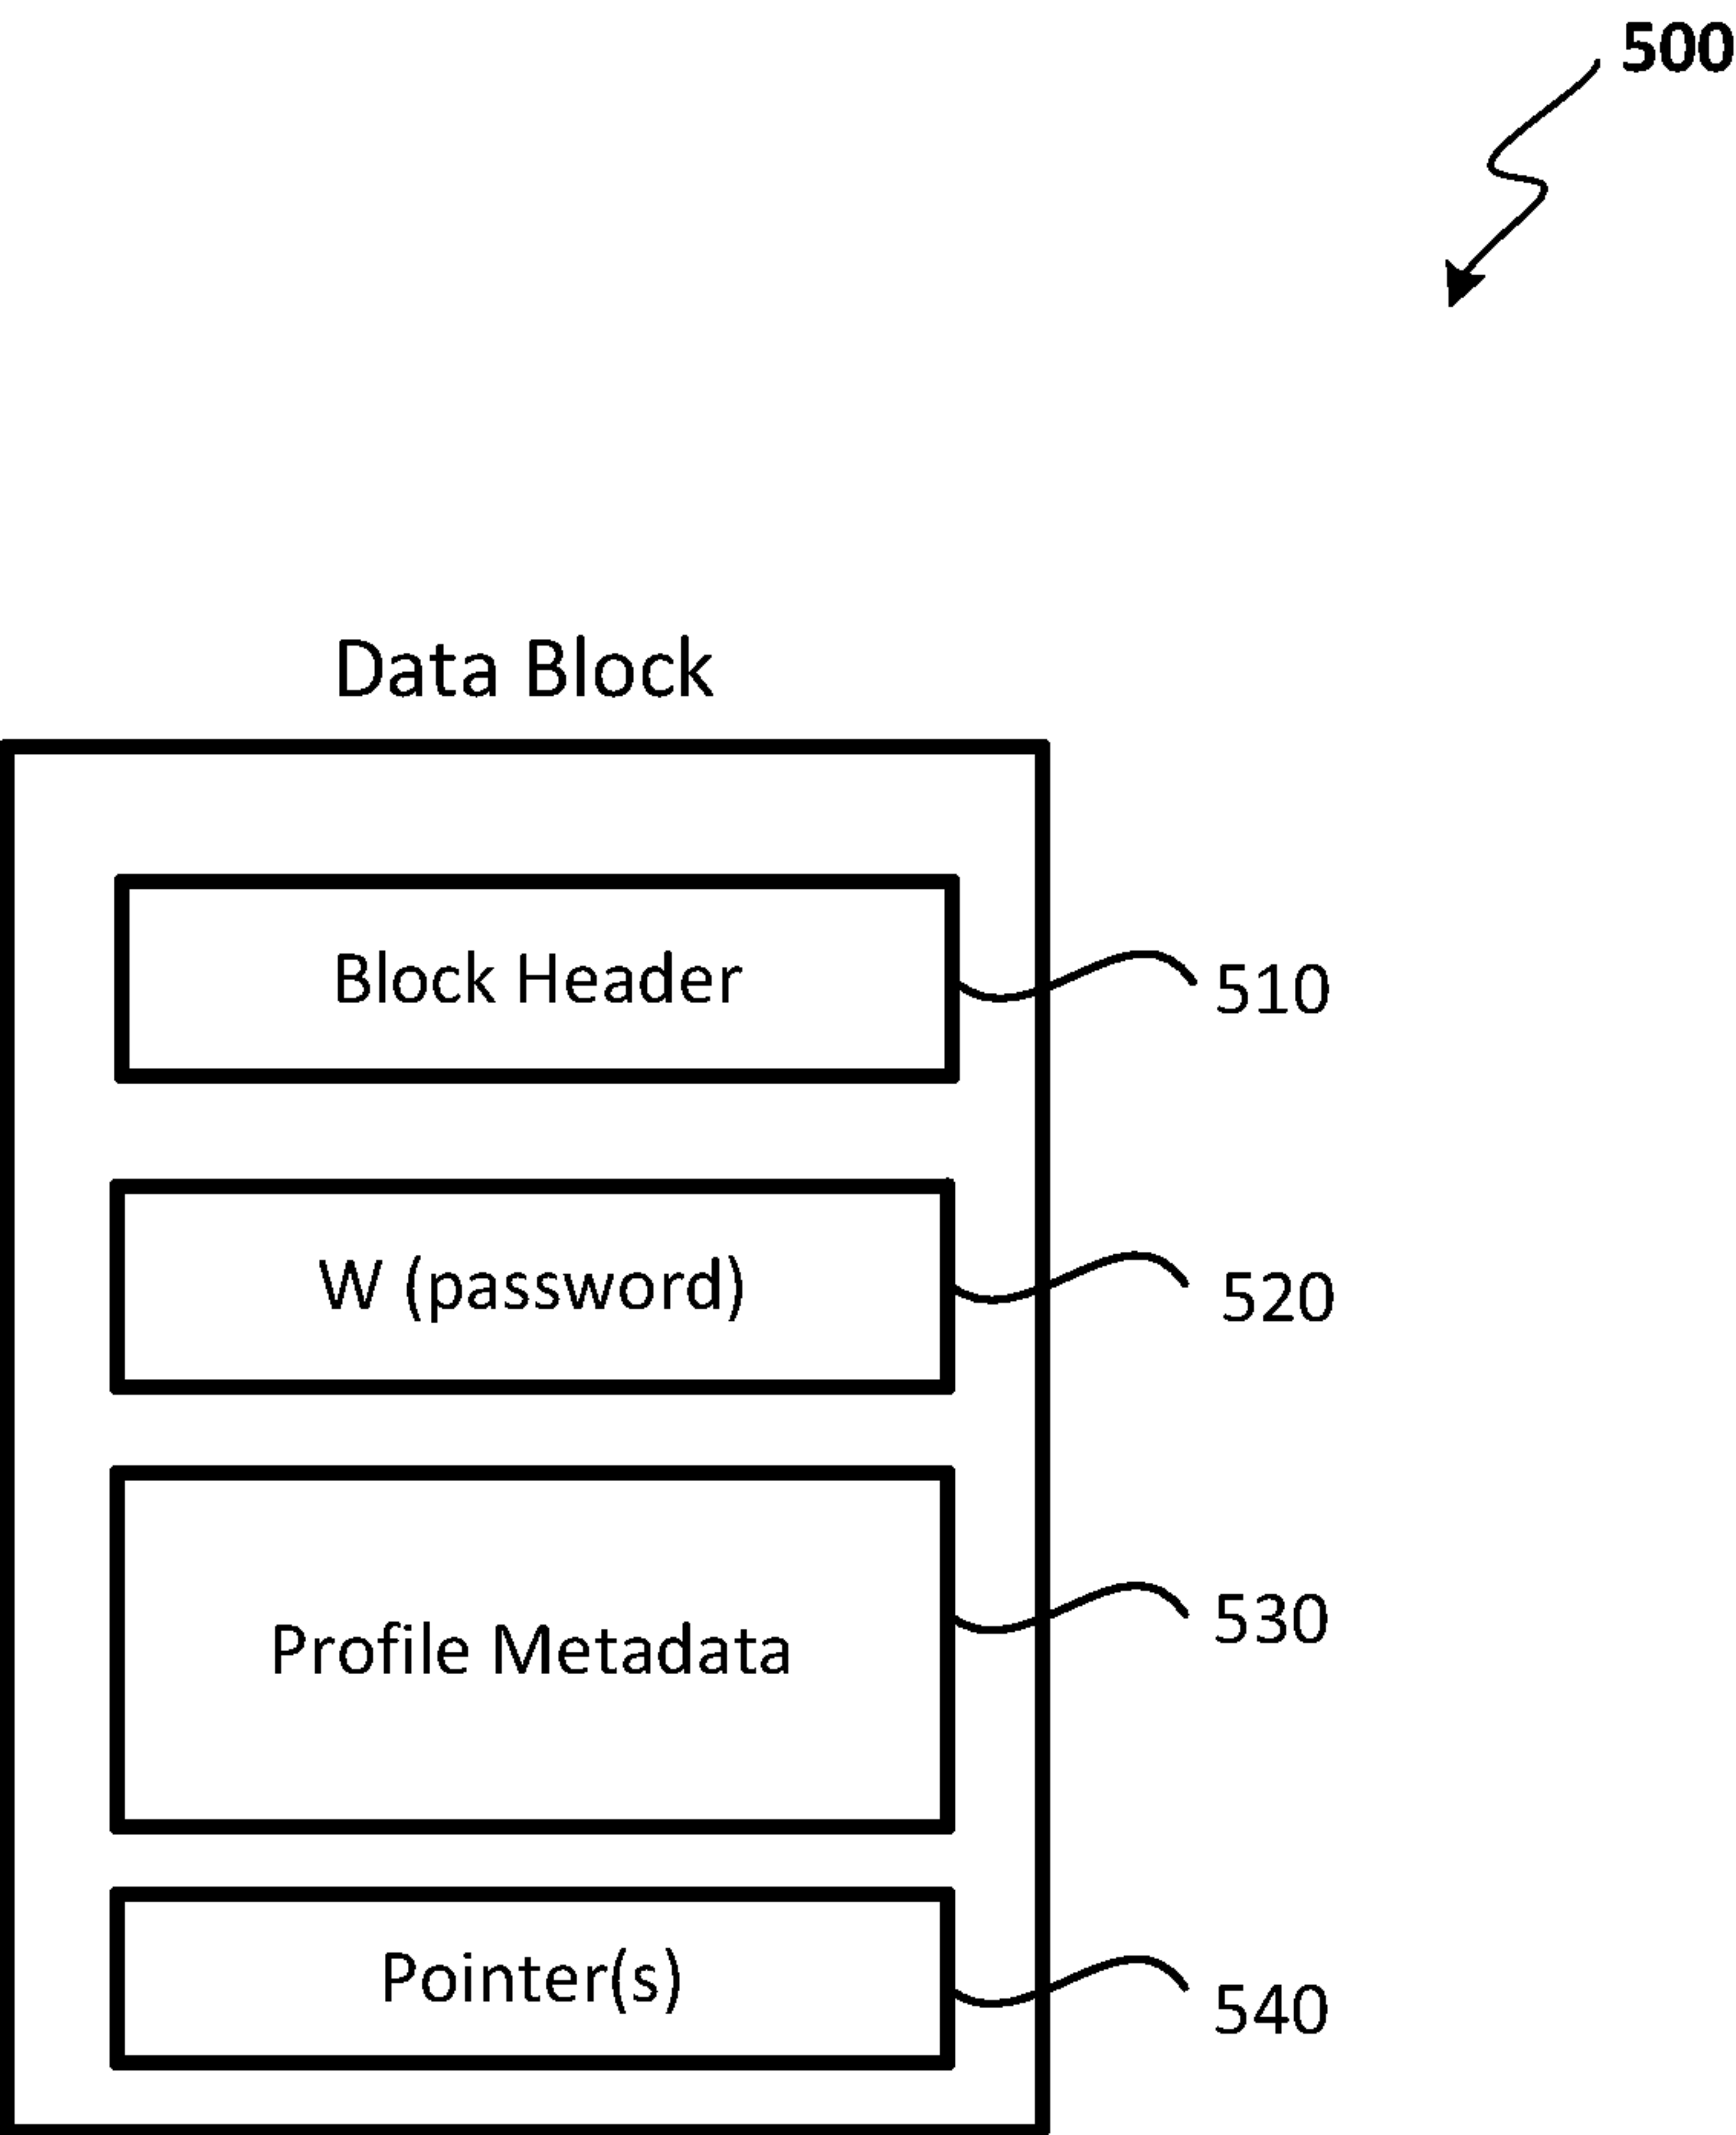 500
Data Block
Block Header
510
W (password)
520
Profile Metadata
530
Pointer(s)
540